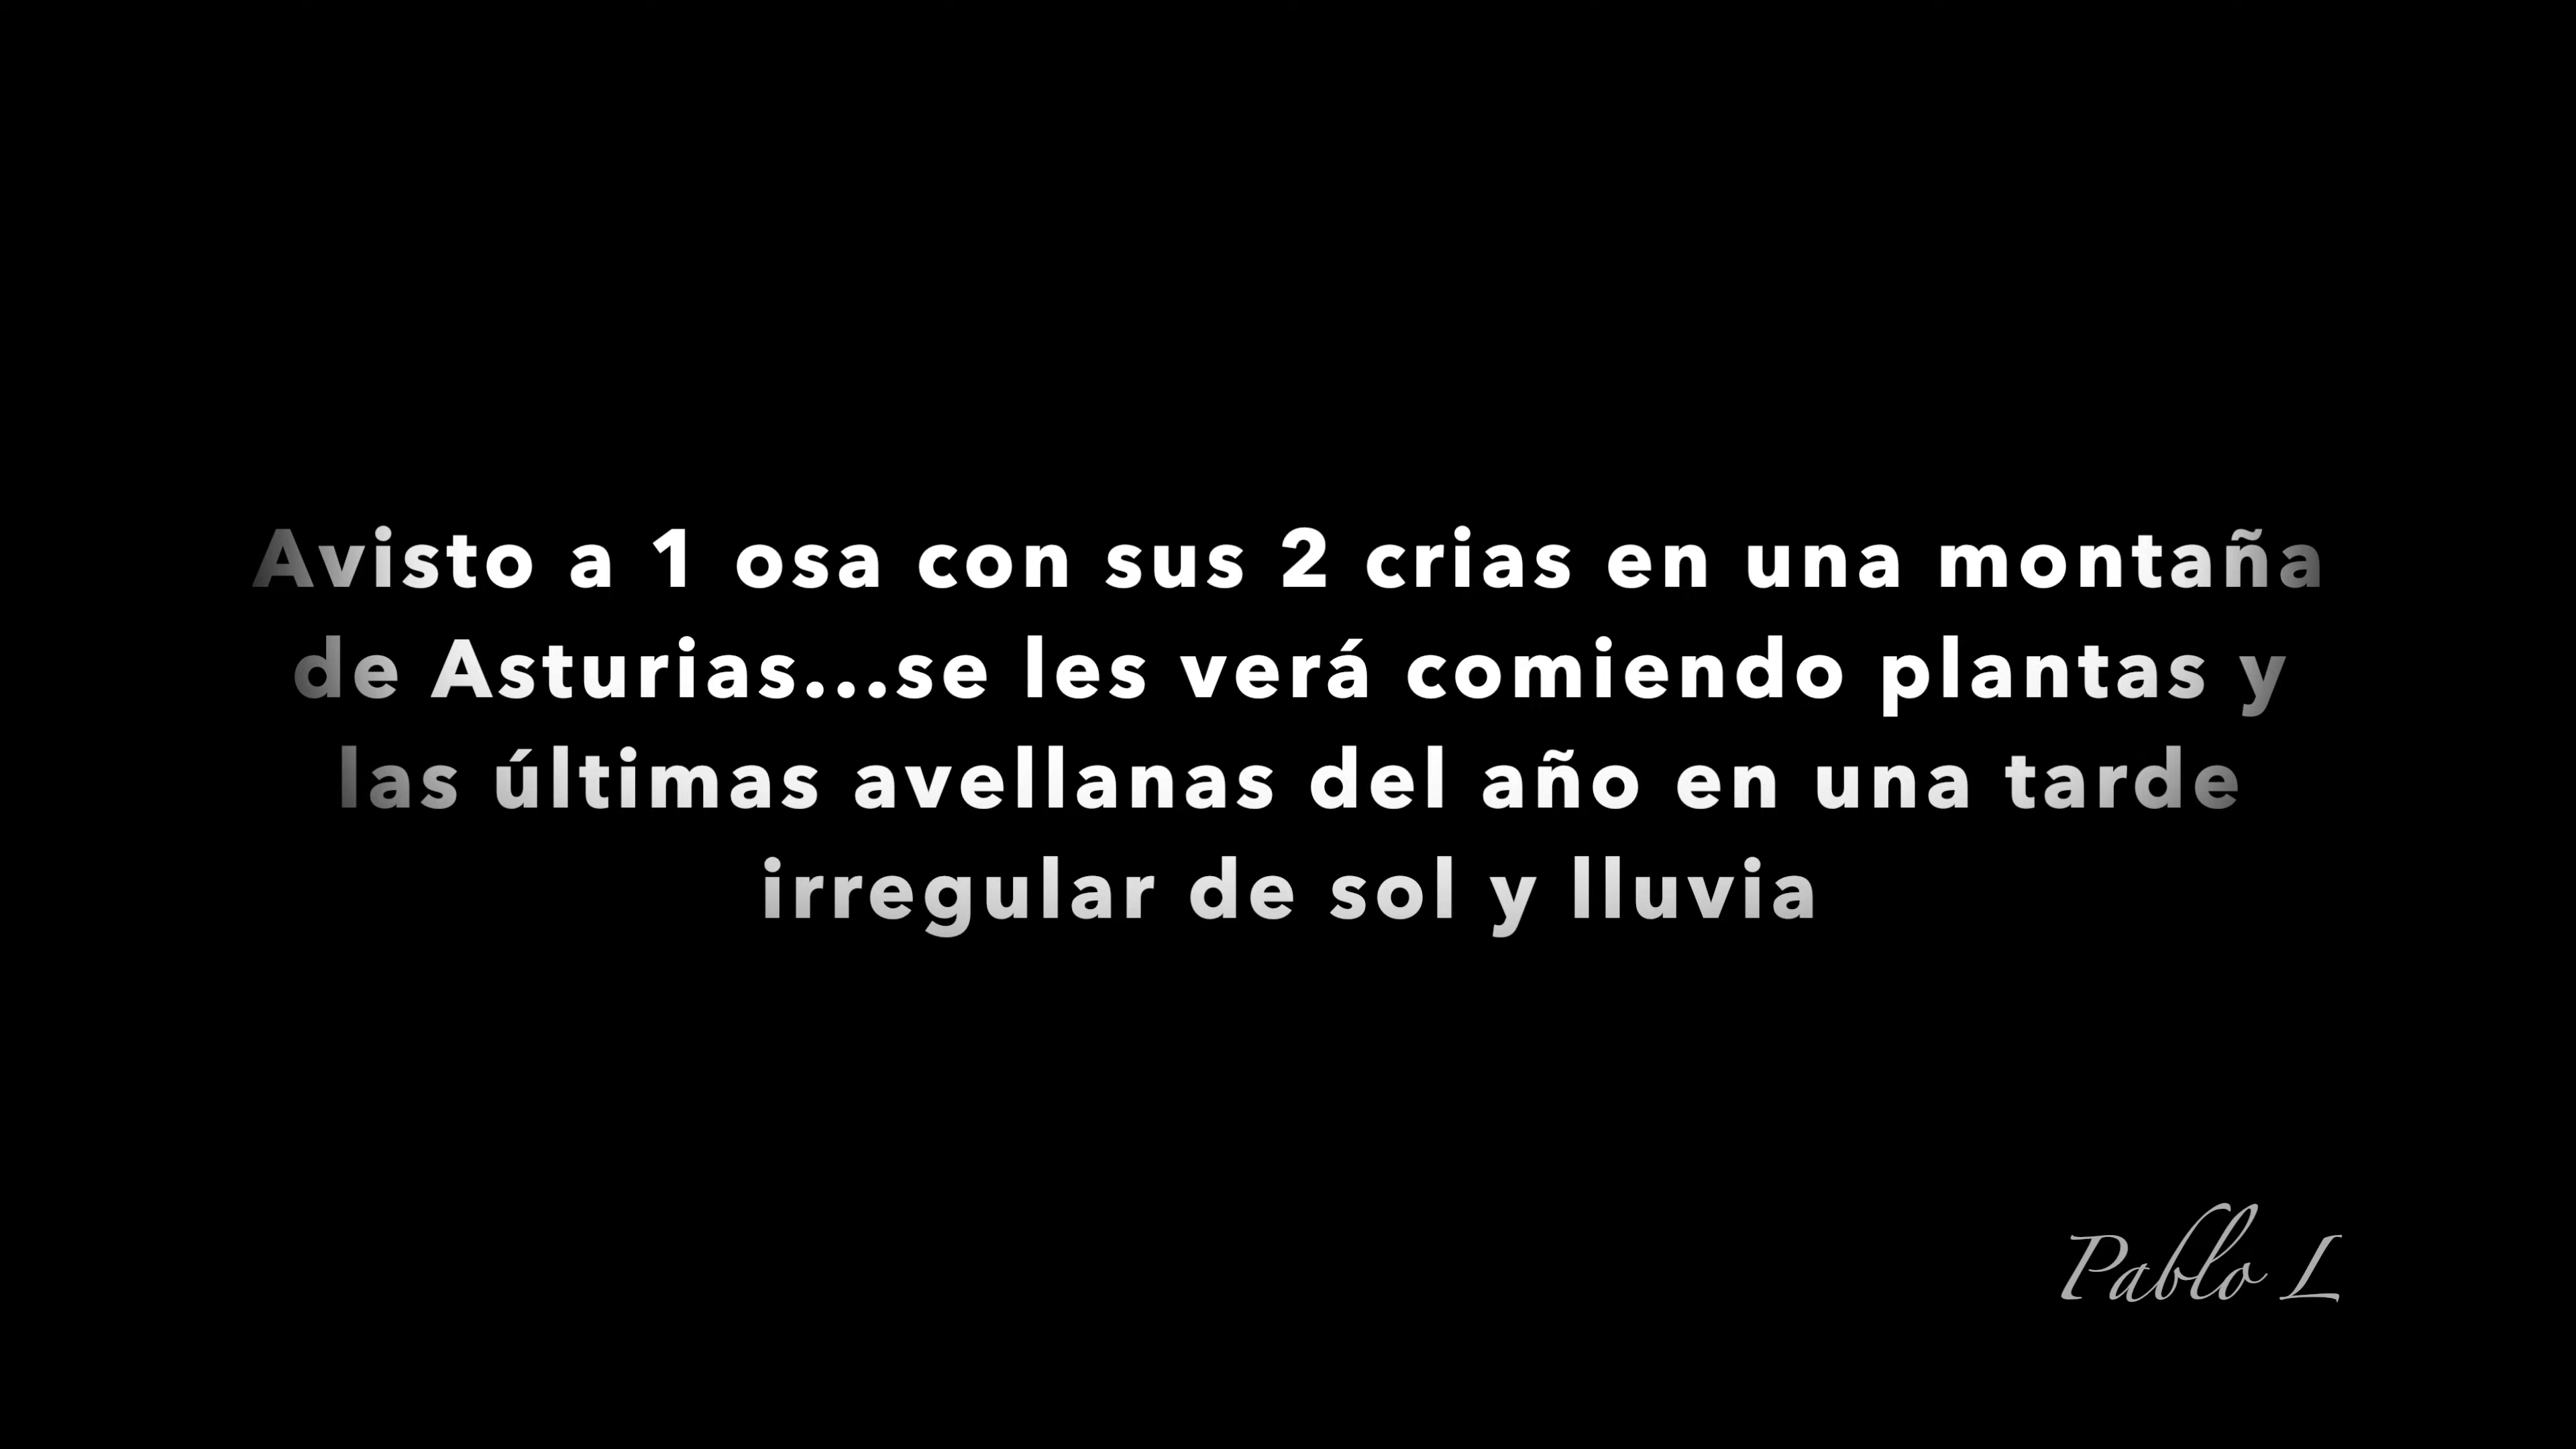 Avisto a 1 osa con sus 2 crias en una montaña
de Asturias...se les verá comiendo plantas y
las últimas avellanas del año en una tarde
irregular de sol y lluvia
Pablo L